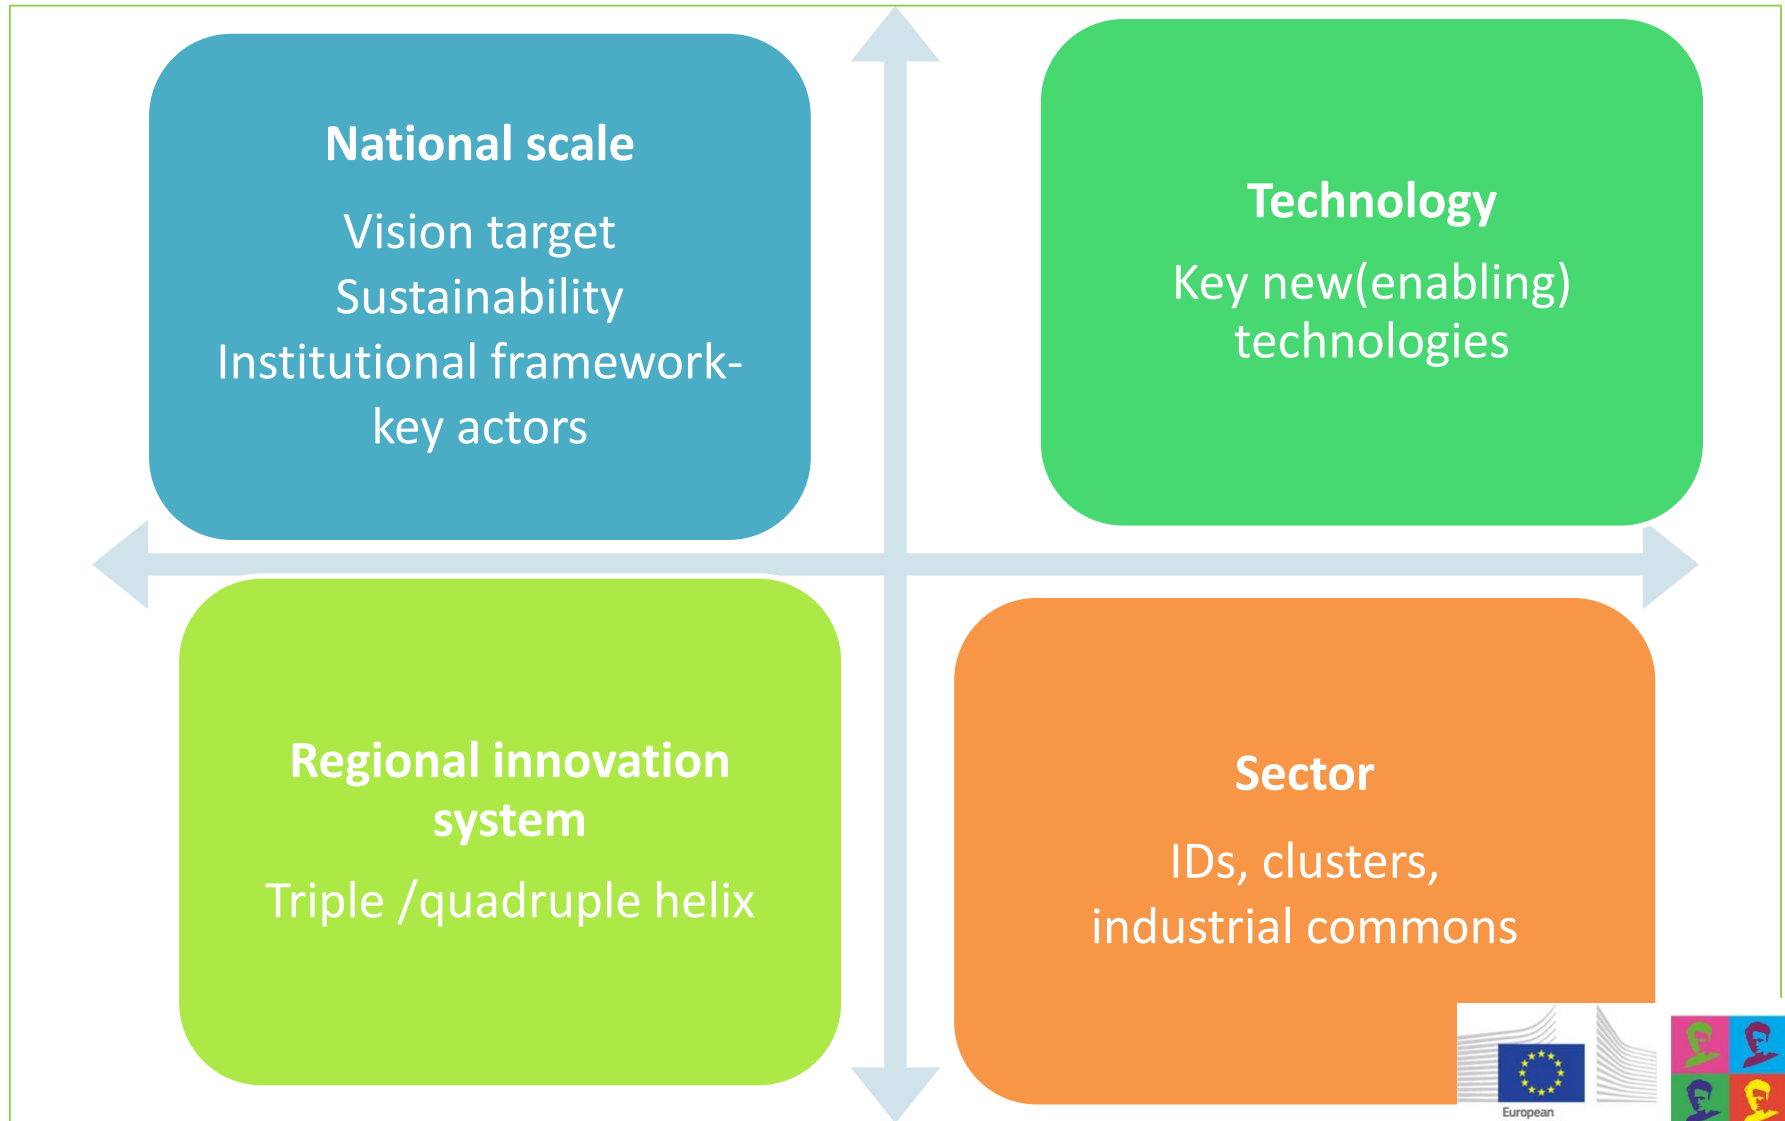 National scale
Vision target
Sustainability
Institutional framework-
key actors
Technology
Key new(enabling)
technologies
Regional innovation
system
Triple /quadruple helix
Sector
IDs, clusters,
industrial commons
European